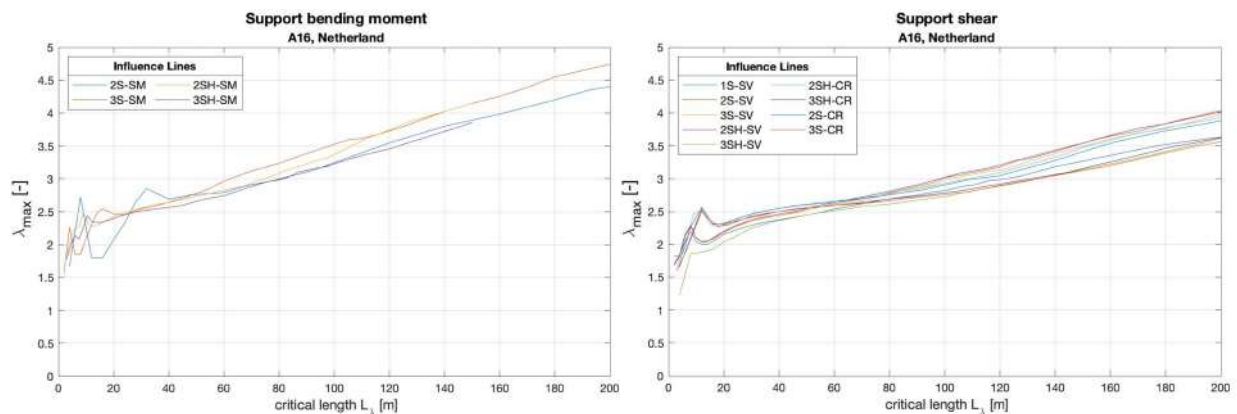 Support bending moment
A16, Netherland
Influence Lines
2S-SM 2SH-SM
3S-SM 3SH-SM
λmax [-]
5
4.5
4
3.5
3
2.5
2
1.5
1
0.5
0
0 20 40 60 80 100 120 140 160 180 200
critical length Lλ [m]
Support shear
A16, Netherland
Influence Lines
1S-SV 2SH-CR
2S-SV 3SH-CR
3S-SV 2S-CR
2SH-SV 3S-CR
3SH-SV
λmax [-]
5
4.5
4
3.5
3
2.5
2
1.5
1
0.5
0
0 20 40 60 80 100 120 140 160 180 200
critical length Lλ [m]